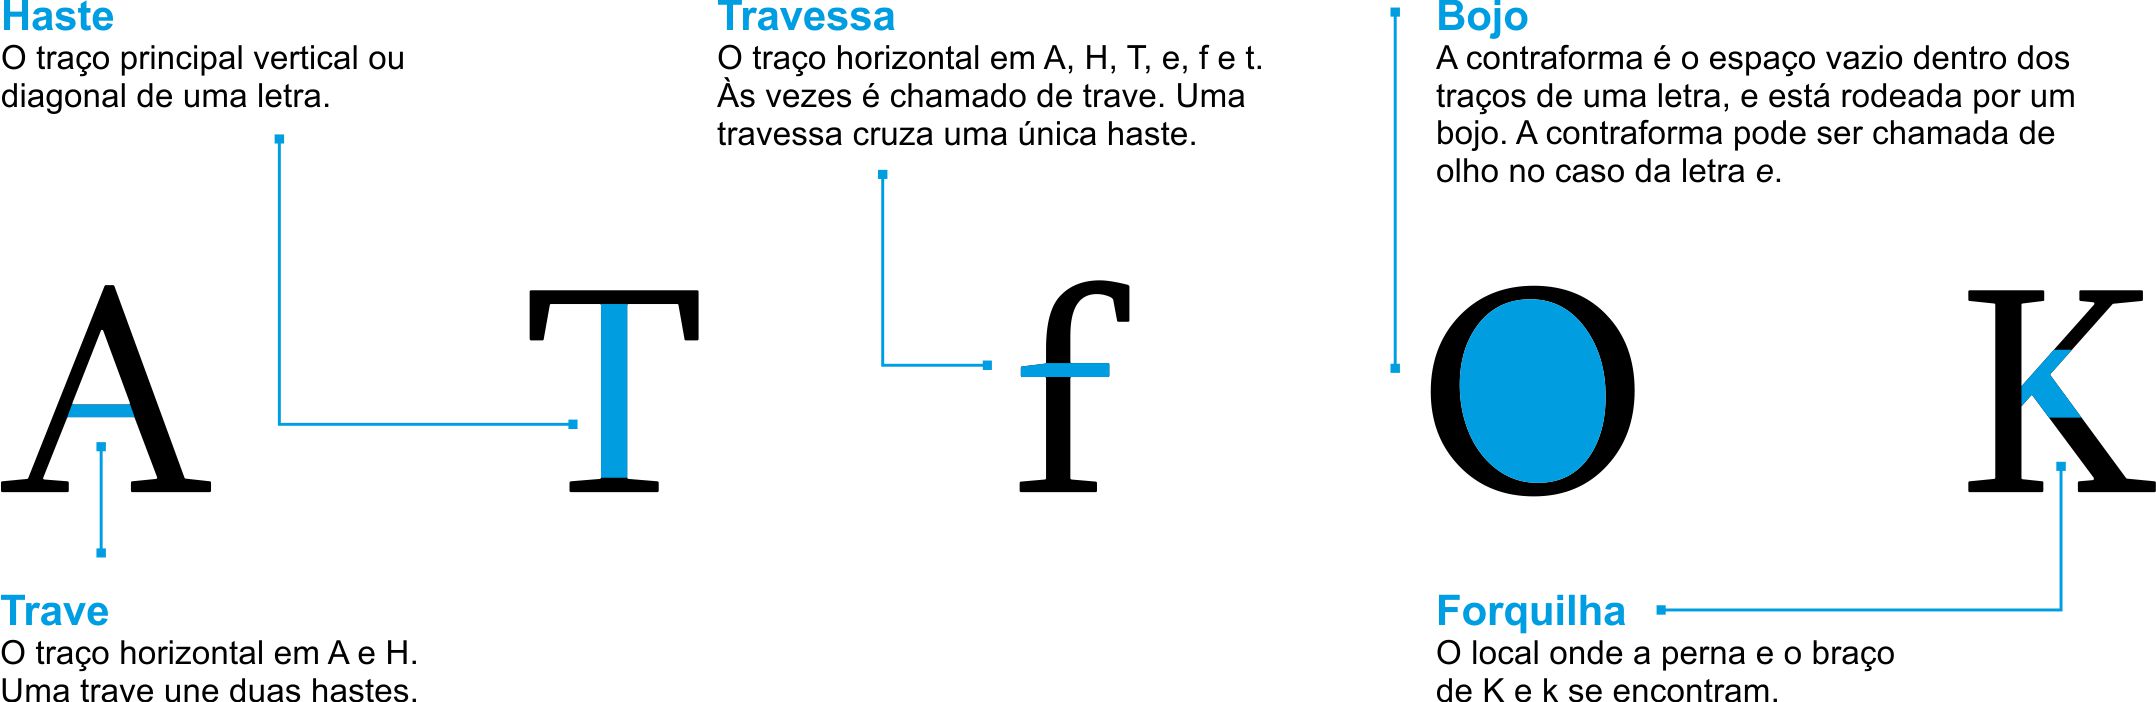 Haste
O traço principal vertical ou
diagonal de uma letra.
Travessa
O traço horizontal em A, H, T, e, f e t.
Às vezes é chamado de trave. Uma
travessa cruza uma única haste.
Bojo
A contraforma é o espaço vazio dentro dos
traços de uma letra, e está rodeada por um
bojo. A contraforma pode ser chamada de
olho no caso da letra e.
A T f O K
Trave
O traço horizontal em A e H.
Uma trave une duas hastes.
Forquilha
O local onde a perna e o braço
de K e k se encontram.